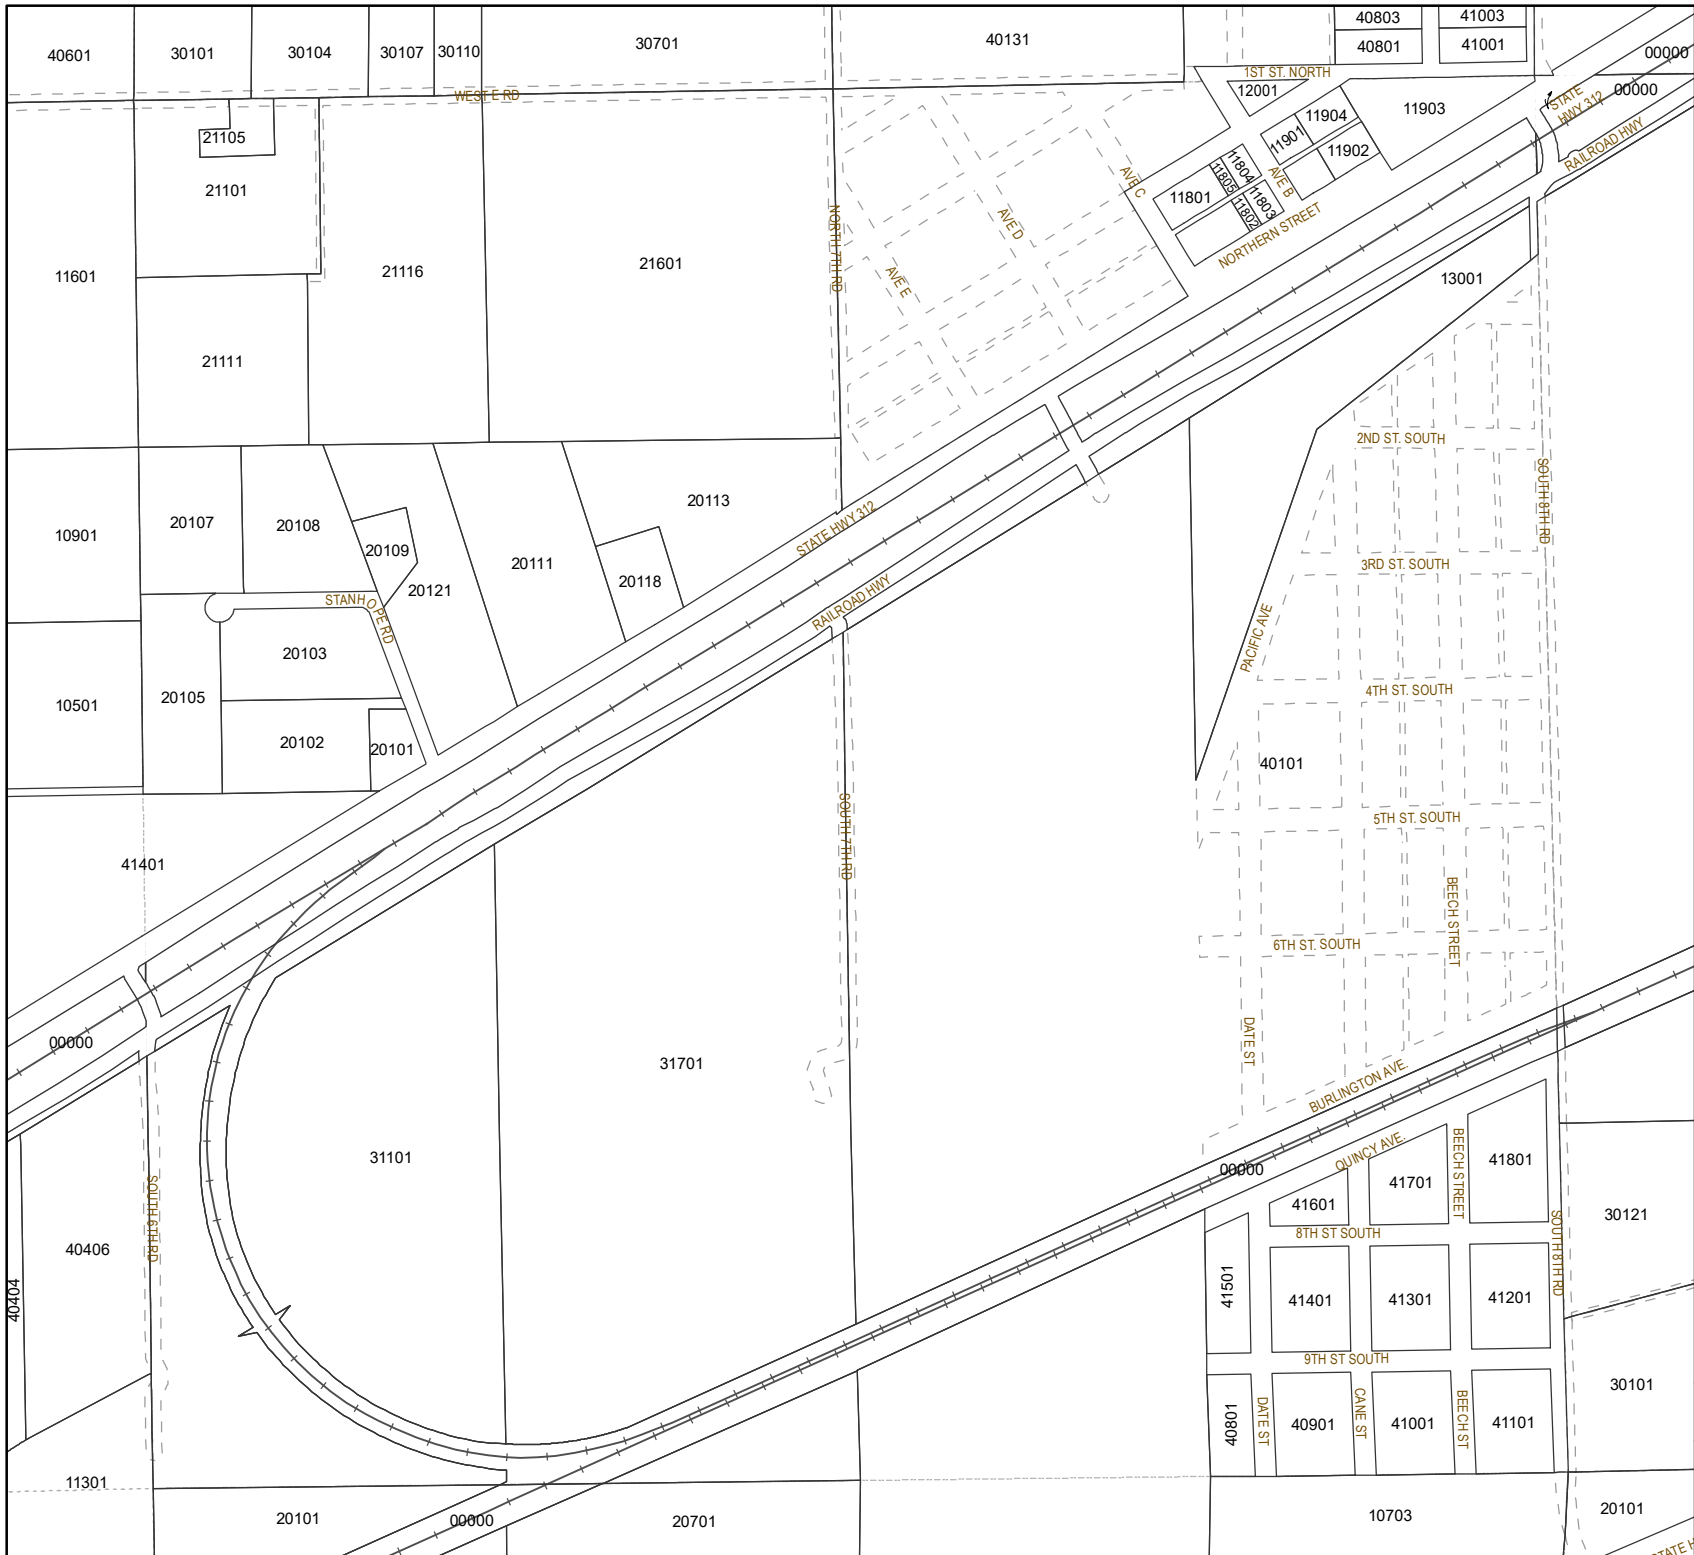 40601
30101
30104
30107
30110
30701
40131
40803
40801
41003
41001
00000
00000
1ST ST. NORTH
12001
WEST E RD
STATE
HWY 312
RAILROAD HWY
21105
21101
11904
11901
11902
11903
AVE C
AVE B
11804
11805
11801
11803
11802
NORTHERN STREET
AVE D
AVE E
NORTH 7TH RD
11601
21116
21601
13001
21111
2ND ST. SOUTH
SOUTH 8TH RD
10901
20107
20108
20109
20121
20111
20113
20118
STATE HWY 312
RAILROAD HWY
3RD ST. SOUTH
STANHOPE RD
PACIFIC AVE
20103
10501
20105
20102
20101
4TH ST. SOUTH
40101
SOUTH 7TH RD
5TH ST. SOUTH
41401
BEECH STREET
6TH ST. SOUTH
00000
DATE ST
31701
BURLINGTON AVE.
QUINCY AVE.
31101
00000
BEECH STREET
41801
41701
41601
8TH ST SOUTH
SOUTH 8TH RD
30121
SOUTH 6TH RD
40406
40404
41501
41401
41301
41201
9TH ST SOUTH
30101
40801
DATE ST
40901
CANE ST
41001
BEECH ST
41101
11301
20101
00000
20701
10703
20101
STATE H